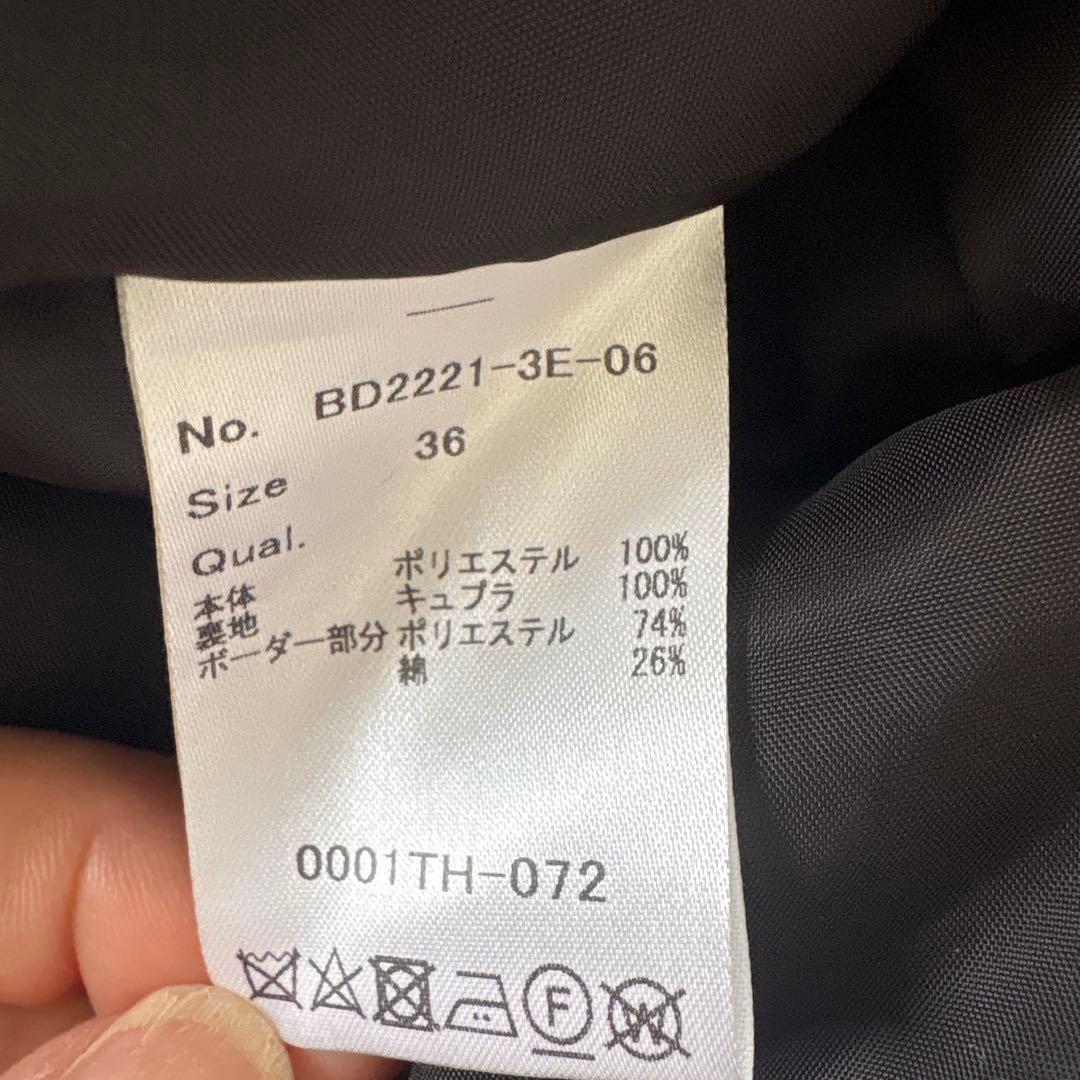 No. BD2221-3E-06
Size 36
Qual.
本体 ポリエステル 100%
裏地 キュプラ 100%
ボーダー部分 ポリエステル 74%
綿 26%
0001TH-072
F W